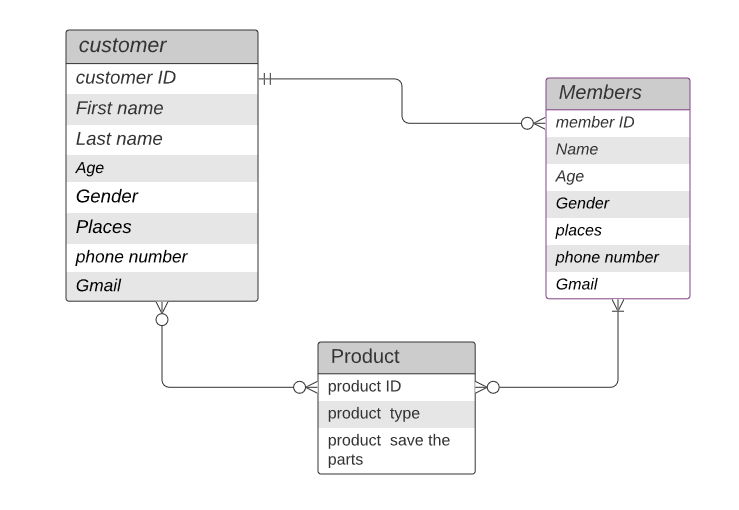 customer
customer ID
First name
Last name
Age
Gender
Places
phone number
Gmail
Members
member ID
Name
Age
Gender
places
phone number
Gmail
Product
product ID
product  type
product  save the
parts